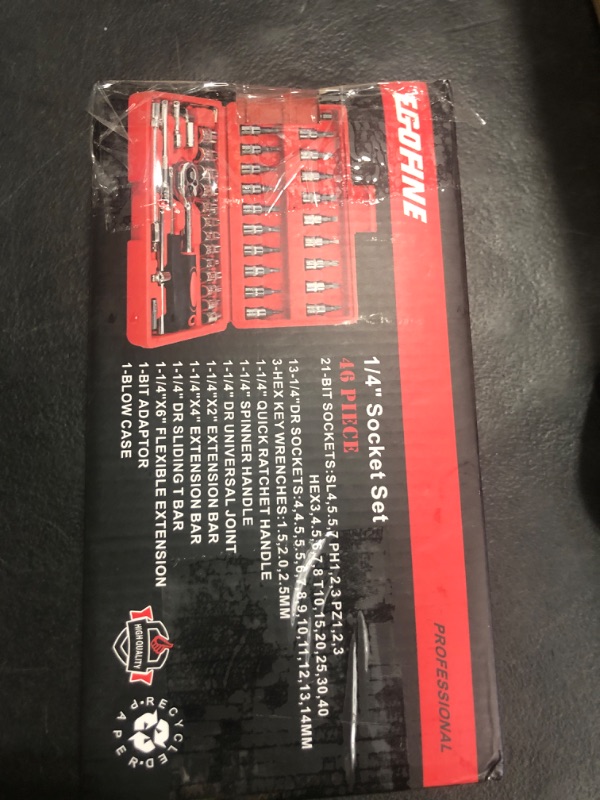 EGOFINE
PROFESSIONAL
1/4" Socket Set
46 PIECE
21-BIT SOCKETS:SL4,5.5,7 PH1,2,3 PZ1,2,3
HEX3,4,5,6,7,8 T10,15,20,25,30,40
13-1/4"DR SOCKETS:4,4.5,5,5.5,6,7,8,9,10,11,12,13,14MM
3-HEX KEY WRENCHES:1.5,2.0,2.5MM
1-1/4" QUICK RATCHET HANDLE
1-1/4" SPINNER HANDLE
1-1/4" DR UNIVERSAL JOINT
1-1/4"X2" EXTENSION BAR
1-1/4"X4" EXTENSION BAR
1-1/4" DR SLIDING T BAR
1-1/4"X6" FLEXIBLE EXTENSION
1-BIT ADAPTOR
1-BLOW CASE
HIGH QUALITY
RECYCLE
PAPER